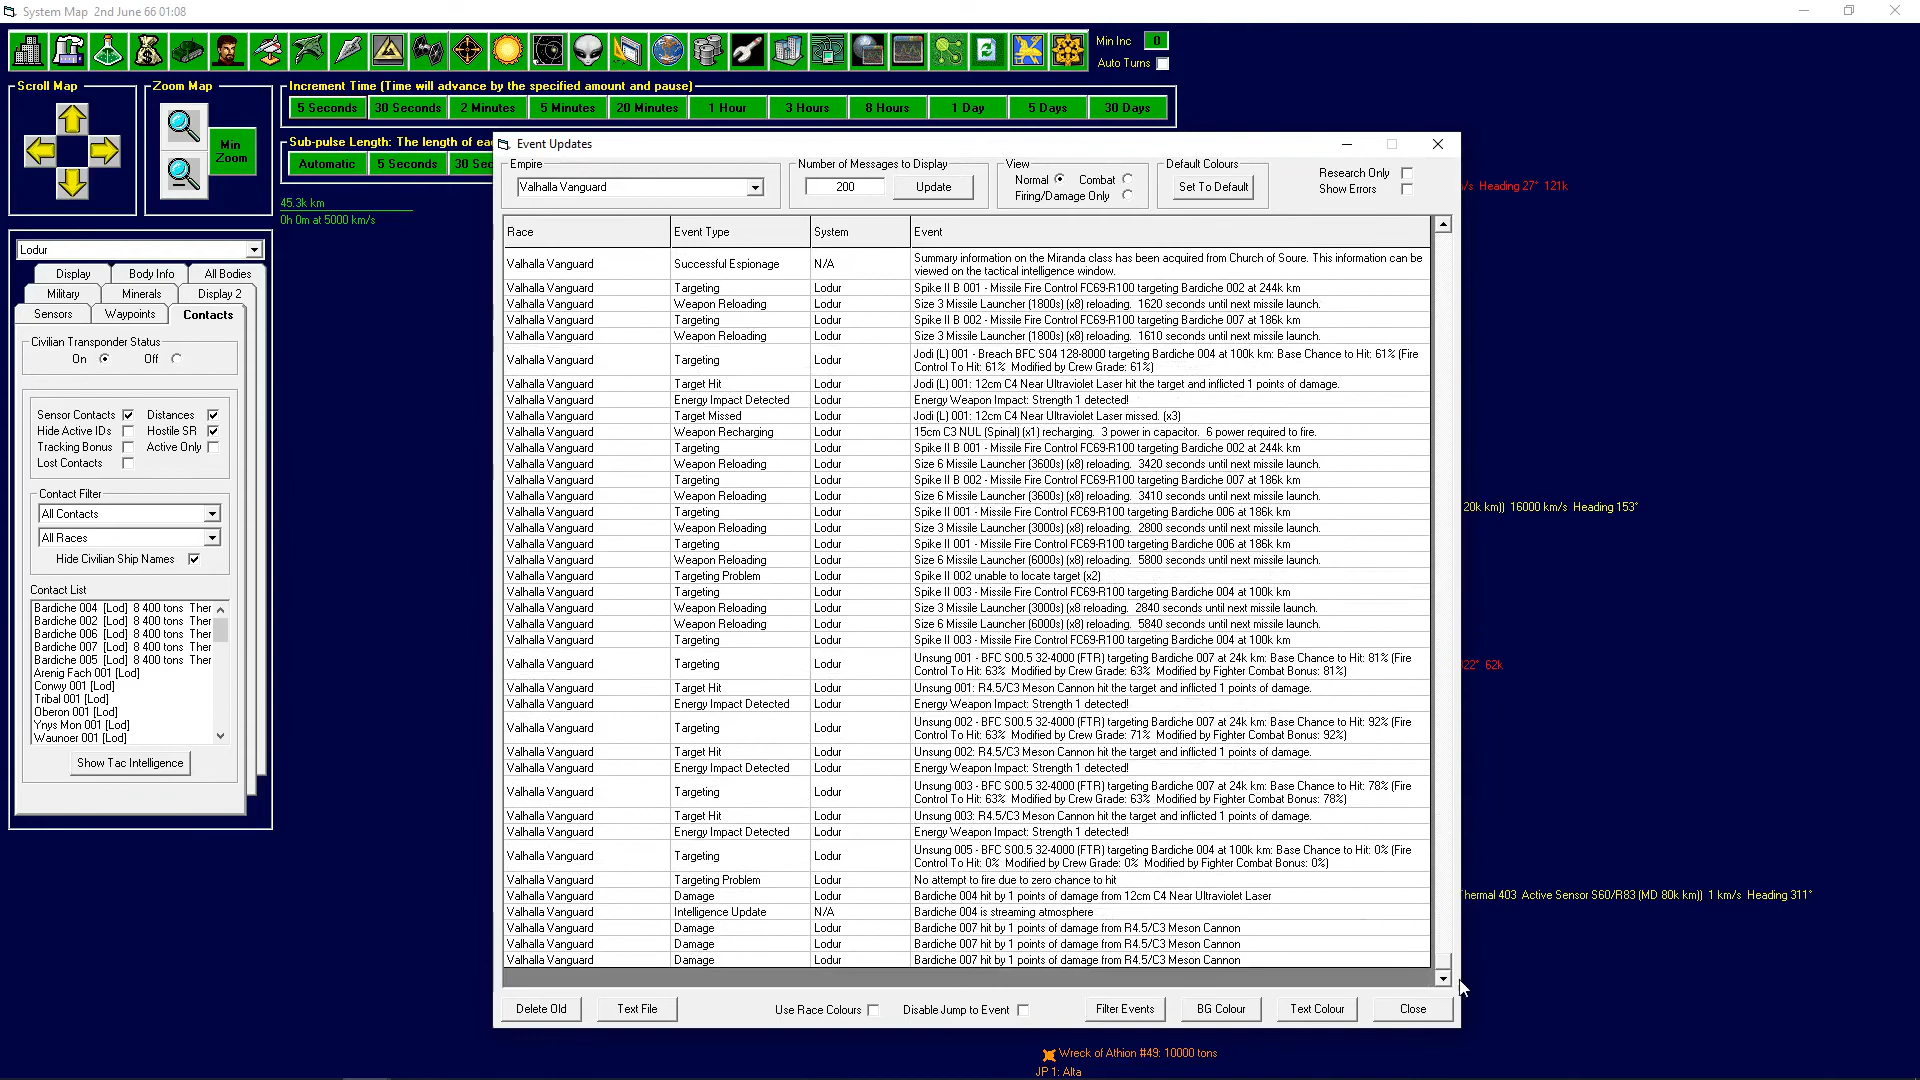 System Map  2nd June 66 01:08
Min Inc 0
Auto Turns
Scroll Map
Zoom Map
Min Zoom
Increment Time (Time will advance by the specified amount and pause)
5 Seconds 30 Seconds 2 Minutes 5 Minutes 20 Minutes 1 Hour 3 Hours 8 Hours 1 Day 5 Days 30 Days
Sub-pulse Length: The length of
Automatic 5 Seconds 30
45.3k km
0h 0m at 5000 km/s
Lodur
Display Body Info All Bodies
Military Minerals Display 2
Sensors Waypoints Contacts
Civilian Transponder Status
On Off
Sensor Contacts Distances
Hide Active IDs Hostile SR
Tracking Bonus Active Only
Lost Contacts
Contact Filter
All Contacts
All Races
Hide Civilian Ship Names
Contact List
Bardiche 004 [Lod] 8 400 tons Ther
Bardiche 002 [Lod] 8 400 tons Ther
Bardiche 006 [Lod] 8 400 tons Ther
Bardiche 007 [Lod] 8 400 tons Ther
Bardiche 005 [Lod] 8 400 tons Ther
Arenig Fach 001 [Lod]
Conwy 001 [Lod]
Tribal 001 [Lod]
Oberon 001 [Lod]
Ynys Mon 001 [Lod]
Waunoer 001 [Lod]
Show Tac Intelligence
Event Updates
Empire
Valhalla Vanguard
Number of Messages to Display
200 Update
View
Normal Combat
Firing/Damage Only
Default Colours
Set To Default
Research Only
Show Errors
Race Event Type System Event
Valhalla Vanguard Successful Espionage N/A Summary information on the Miranda class has been acquired from Church of Soure. This information can be
viewed on the tactical intelligence window.
Valhalla Vanguard Targeting Lodur Spike II B 001 - Missile Fire Control FC69-R100 targeting Bardiche 002 at 244k km
Valhalla Vanguard Weapon Reloading Lodur Size 3 Missile Launcher (1800s) (x8) reloading. 1620 seconds until next missile launch.
Valhalla Vanguard Targeting Lodur Spike II B 002 - Missile Fire Control FC69-R100 targeting Bardiche 007 at 186k km
Valhalla Vanguard Weapon Reloading Lodur Size 3 Missile Launcher (1800s) (x8) reloading. 1610 seconds until next missile launch.
Valhalla Vanguard Targeting Lodur Jodi (L) 001 - Breach BFC S04 128-8000 targeting Bardiche 004 at 100k km: Base Chance to Hit: 61% (Fire
Control To Hit: 61% Modified by Crew Grade: 61%)
Valhalla Vanguard Target Hit Lodur Jodi (L) 001: 12cm C4 Near Ultraviolet Laser hit the target and inflicted 1 points of damage.
Valhalla Vanguard Energy Impact Detected Lodur Energy Weapon Impact: Strength 1 detected!
Valhalla Vanguard Target Missed Lodur Jodi (L) 001: 12cm C4 Near Ultraviolet Laser missed. (x3)
Valhalla Vanguard Weapon Recharging Lodur 15cm C3 NUL (Spinal) (x1) recharging. 3 power in capacitor. 6 power required to fire.
Valhalla Vanguard Targeting Lodur Spike II B 001 - Missile Fire Control FC69-R100 targeting Bardiche 002 at 244k km
Valhalla Vanguard Weapon Reloading Lodur Size 6 Missile Launcher (3600s) (x8) reloading. 3420 seconds until next missile launch.
Valhalla Vanguard Targeting Lodur Spike II B 002 - Missile Fire Control FC69-R100 targeting Bardiche 007 at 186k km
Valhalla Vanguard Weapon Reloading Lodur Size 6 Missile Launcher (3600s) (x8) reloading. 3410 seconds until next missile launch.
Valhalla Vanguard Targeting Lodur Spike II 001 - Missile Fire Control FC69-R100 targeting Bardiche 006 at 186k km
Valhalla Vanguard Weapon Reloading Lodur Size 3 Missile Launcher (3000s) (x8) reloading. 2800 seconds until next missile launch.
Valhalla Vanguard Targeting Lodur Spike II 001 - Missile Fire Control FC69-R100 targeting Bardiche 006 at 186k km
Valhalla Vanguard Weapon Reloading Lodur Size 6 Missile Launcher (6000s) (x8) reloading. 5800 seconds until next missile launch.
Valhalla Vanguard Targeting Problem Lodur Spike II 002 unable to locate target (x2)
Valhalla Vanguard Targeting Lodur Spike II 003 - Missile Fire Control FC69-R100 targeting Bardiche 004 at 100k km
Valhalla Vanguard Weapon Reloading Lodur Size 3 Missile Launcher (3000s) (x8 reloading. 2840 seconds until next missile launch.
Valhalla Vanguard Weapon Reloading Lodur Size 6 Missile Launcher (6000s) (x8) reloading. 5840 seconds until next missile launch.
Valhalla Vanguard Targeting Lodur Spike II 003 - Missile Fire Control FC69-R100 targeting Bardiche 004 at 100k km
Valhalla Vanguard Targeting Lodur Unsung 001 - BFC S00.5 32-4000 (FTR) targeting Bardiche 007 at 24k km: Base Chance to Hit: 81% (Fire
Control To Hit: 63% Modified by Crew Grade: 63% Modified by Fighter Combat Bonus: 81%)
Valhalla Vanguard Target Hit Lodur Unsung 001: R4.5/C3 Meson Cannon hit the target and inflicted 1 points of damage.
Valhalla Vanguard Energy Impact Detected Lodur Energy Weapon Impact: Strength 1 detected!
Valhalla Vanguard Targeting Lodur Unsung 002 - BFC S00.5 32-4000 (FTR) targeting Bardiche 007 at 24k km: Base Chance to Hit: 92% (Fire
Control To Hit: 63% Modified by Crew Grade: 71% Modified by Fighter Combat Bonus: 92%)
Valhalla Vanguard Target Hit Lodur Unsung 002: R4.5/C3 Meson Cannon hit the target and inflicted 1 points of damage.
Valhalla Vanguard Energy Impact Detected Lodur Energy Weapon Impact: Strength 1 detected!
Valhalla Vanguard Targeting Lodur Unsung 003 - BFC S00.5 32-4000 (FTR) targeting Bardiche 007 at 24k km: Base Chance to Hit: 78% (Fire
Control To Hit: 63% Modified by Crew Grade: 63% Modified by Fighter Combat Bonus: 78%)
Valhalla Vanguard Target Hit Lodur Unsung 003: R4.5/C3 Meson Cannon hit the target and inflicted 1 points of damage.
Valhalla Vanguard Energy Impact Detected Lodur Energy Weapon Impact: Strength 1 detected!
Valhalla Vanguard Targeting Lodur Unsung 005 - BFC S00.5 32-4000 (FTR) targeting Bardiche 004 at 100k km: Base Chance to Hit: 0% (Fire
Control To Hit: 0% Modified by Crew Grade: 0% Modified by Fighter Combat Bonus: 0%)
Valhalla Vanguard Targeting Problem Lodur No attempt to fire due to zero chance to hit
Valhalla Vanguard Damage Lodur Bardiche 004 hit by 1 points of damage from 12cm C4 Near Ultraviolet Laser
Valhalla Vanguard Intelligence Update N/A Bardiche 004 is streaming atmosphere
Valhalla Vanguard Damage Lodur Bardiche 007 hit by 1 points of damage from R4.5/C3 Meson Cannon
Valhalla Vanguard Damage Lodur Bardiche 007 hit by 1 points of damage from R4.5/C3 Meson Cannon
Valhalla Vanguard Damage Lodur Bardiche 007 hit by 1 points of damage from R4.5/C3 Meson Cannon
Delete Old Text File Use Race Colours Disable Jump to Event Filter Events BG Colour Text Colour Close
/s Heading 27° 121k
20k km)) 16000 km/s Heading 153°
22° 62k
hermal 403 Active Sensor S60/R83 (MD 80k km)) 1 km/s Heading 311°
Wreck of Athion #49: 10000 tons
JP 1: Alta